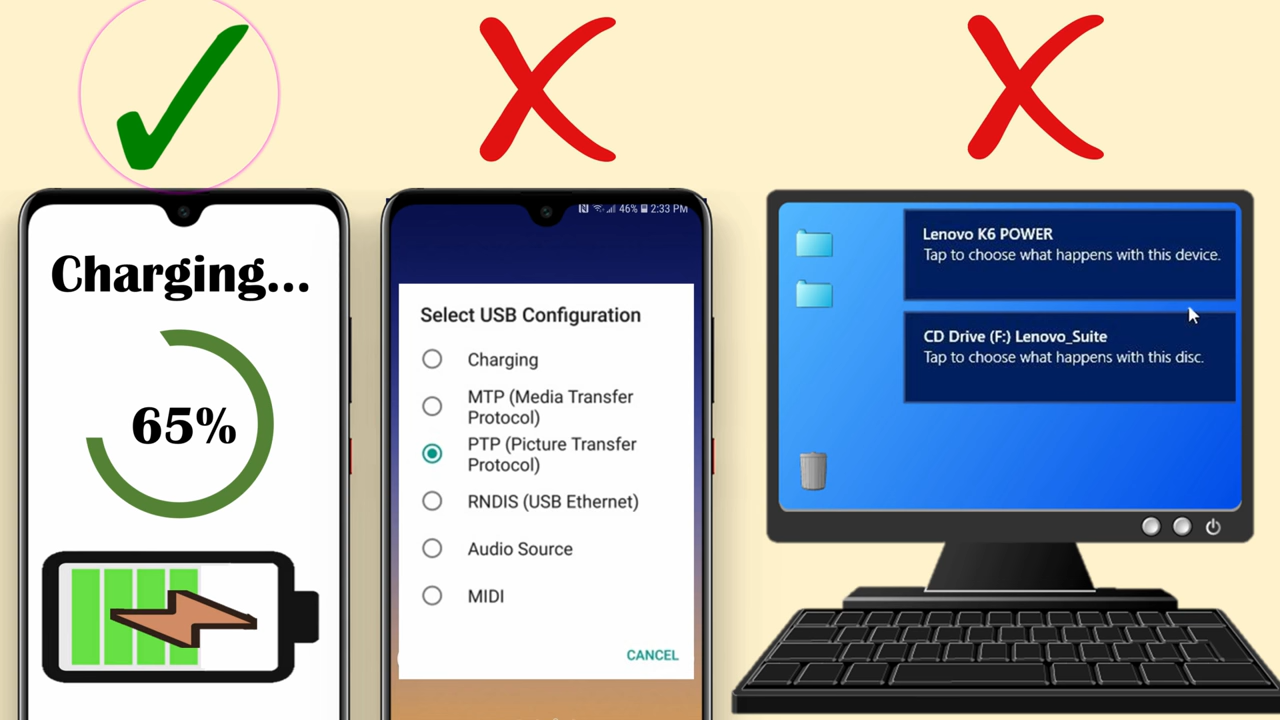 Charging...
65%
46% 2:33 PM
Select USB Configuration
Charging
MTP (Media Transfer
Protocol)
PTP (Picture Transfer
Protocol)
RNDIS (USB Ethernet)
Audio Source
MIDI
CANCEL
Lenovo K6 POWER
Tap to choose what happens with this device.
CD Drive (F:) Lenovo_Suite
Tap to choose what happens with this disc.